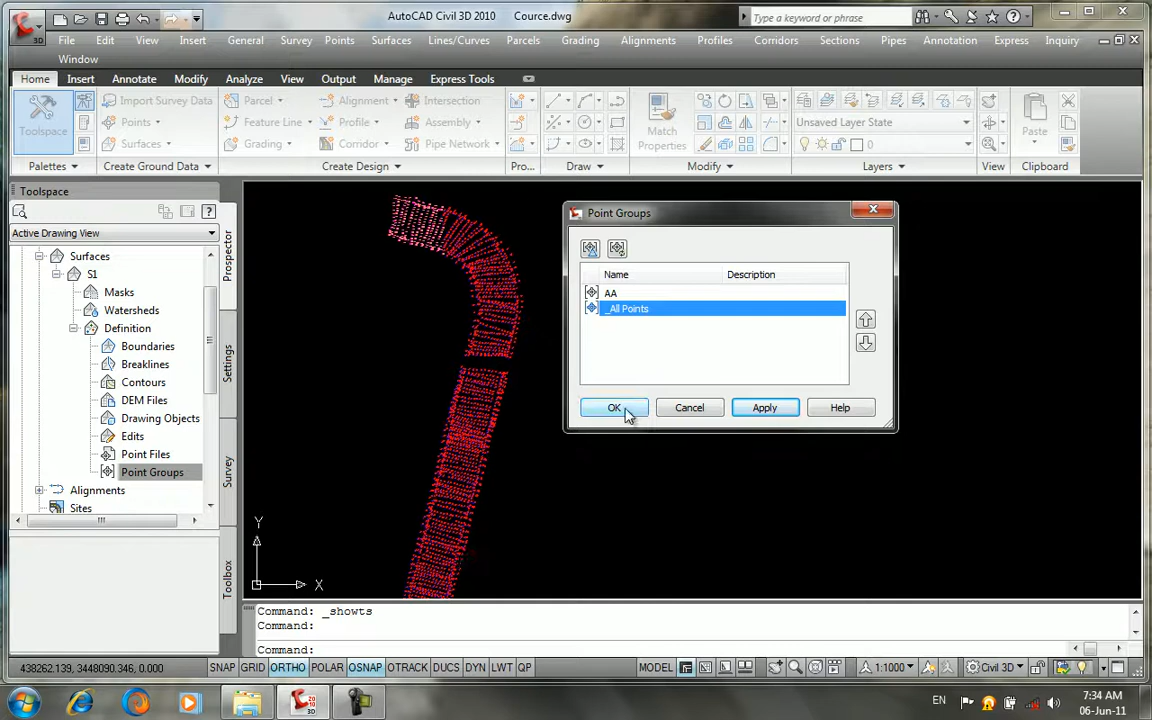 AutoCAD Civil 3D 2010 Cource.dwg
Type a keyword or phrase
3D
File Edit View Insert General Survey Points Surfaces Lines/Curves Parcels Grading Alignments Profiles Corridors Sections Pipes Annotation Express Inquiry
Window
Home Insert Annotate Modify Analyze View Output Manage Express Tools
Toolspace
Import Survey Data
Points
Surfaces
Parcel
Feature Line
Grading
Alignment
Profile
Corridor
Intersection
Assembly
Pipe Network
Match Properties
Unsaved Layer State
0
Paste
Palettes Create Ground Data Create Design Pro... Draw Modify Layers View Clipboard
Toolspace
Active Drawing View
Surfaces
S1
Masks
Watersheds
Definition
Boundaries
Breaklines
Contours
DEM Files
Drawing Objects
Edits
Point Files
Point Groups
Alignments
Sites
Prospector
Settings
Survey
Toolbox
Point Groups
Name Description
AA
_All Points
OK Cancel Apply Help
Y
X
Command: _showts
Command:
Command:
438262.139, 3448090.346, 0.000 SNAP GRID ORTHO POLAR OSNAP OTRACK DUCS DYN LWT QP MODEL 1:1000 Civil 3D
EN 7:34 AM
06-Jun-11